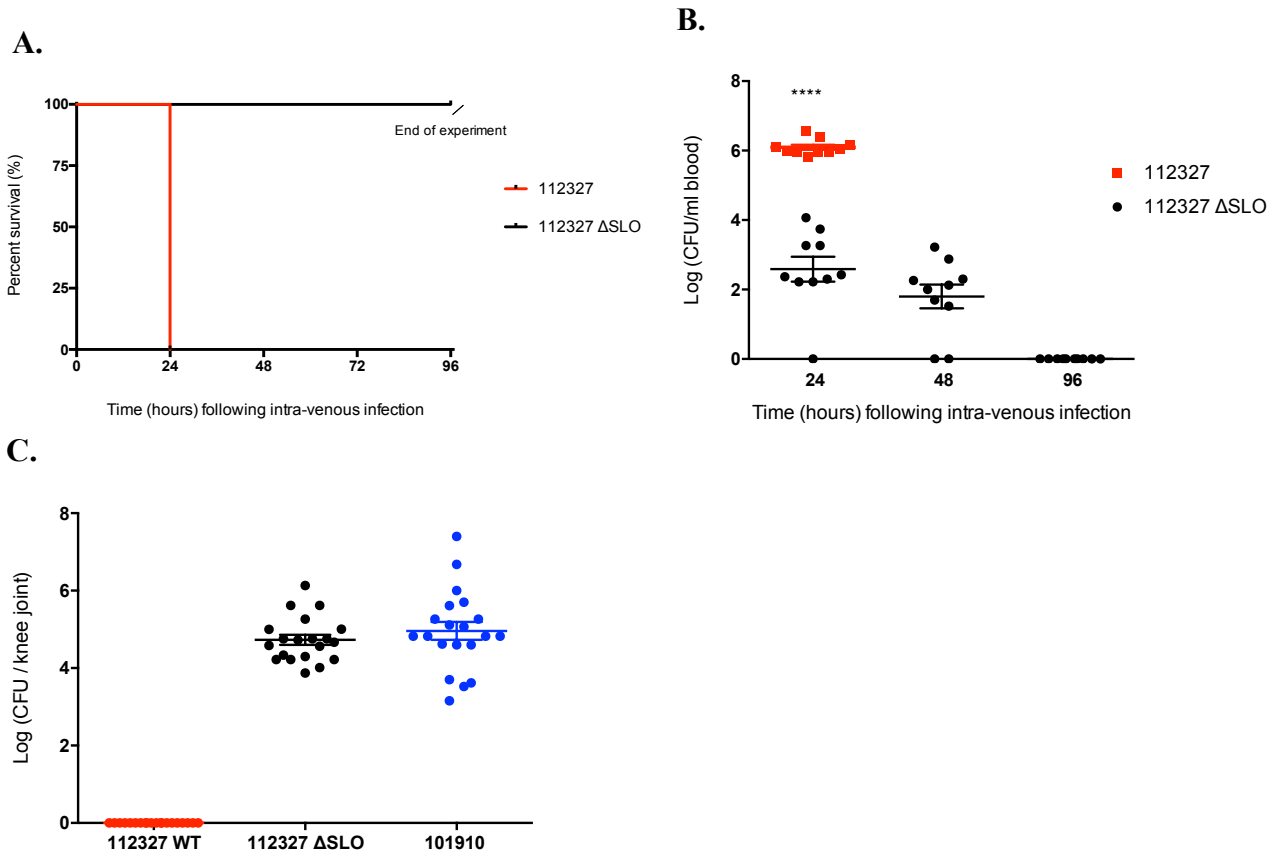 A.
100
75
50
25
0
Percent survival (%)
0 24 48 72 96
End of experiment
Time (hours) following intra-venous infection
112327
112327 ΔSLO
B.
8
6
4
2
0
Log (CFU/ml blood)
****
24 48 96
Time (hours) following intra-venous infection
112327
112327 ΔSLO
C.
8
6
4
2
0
Log (CFU / knee joint)
112327 WT 112327 ΔSLO 101910